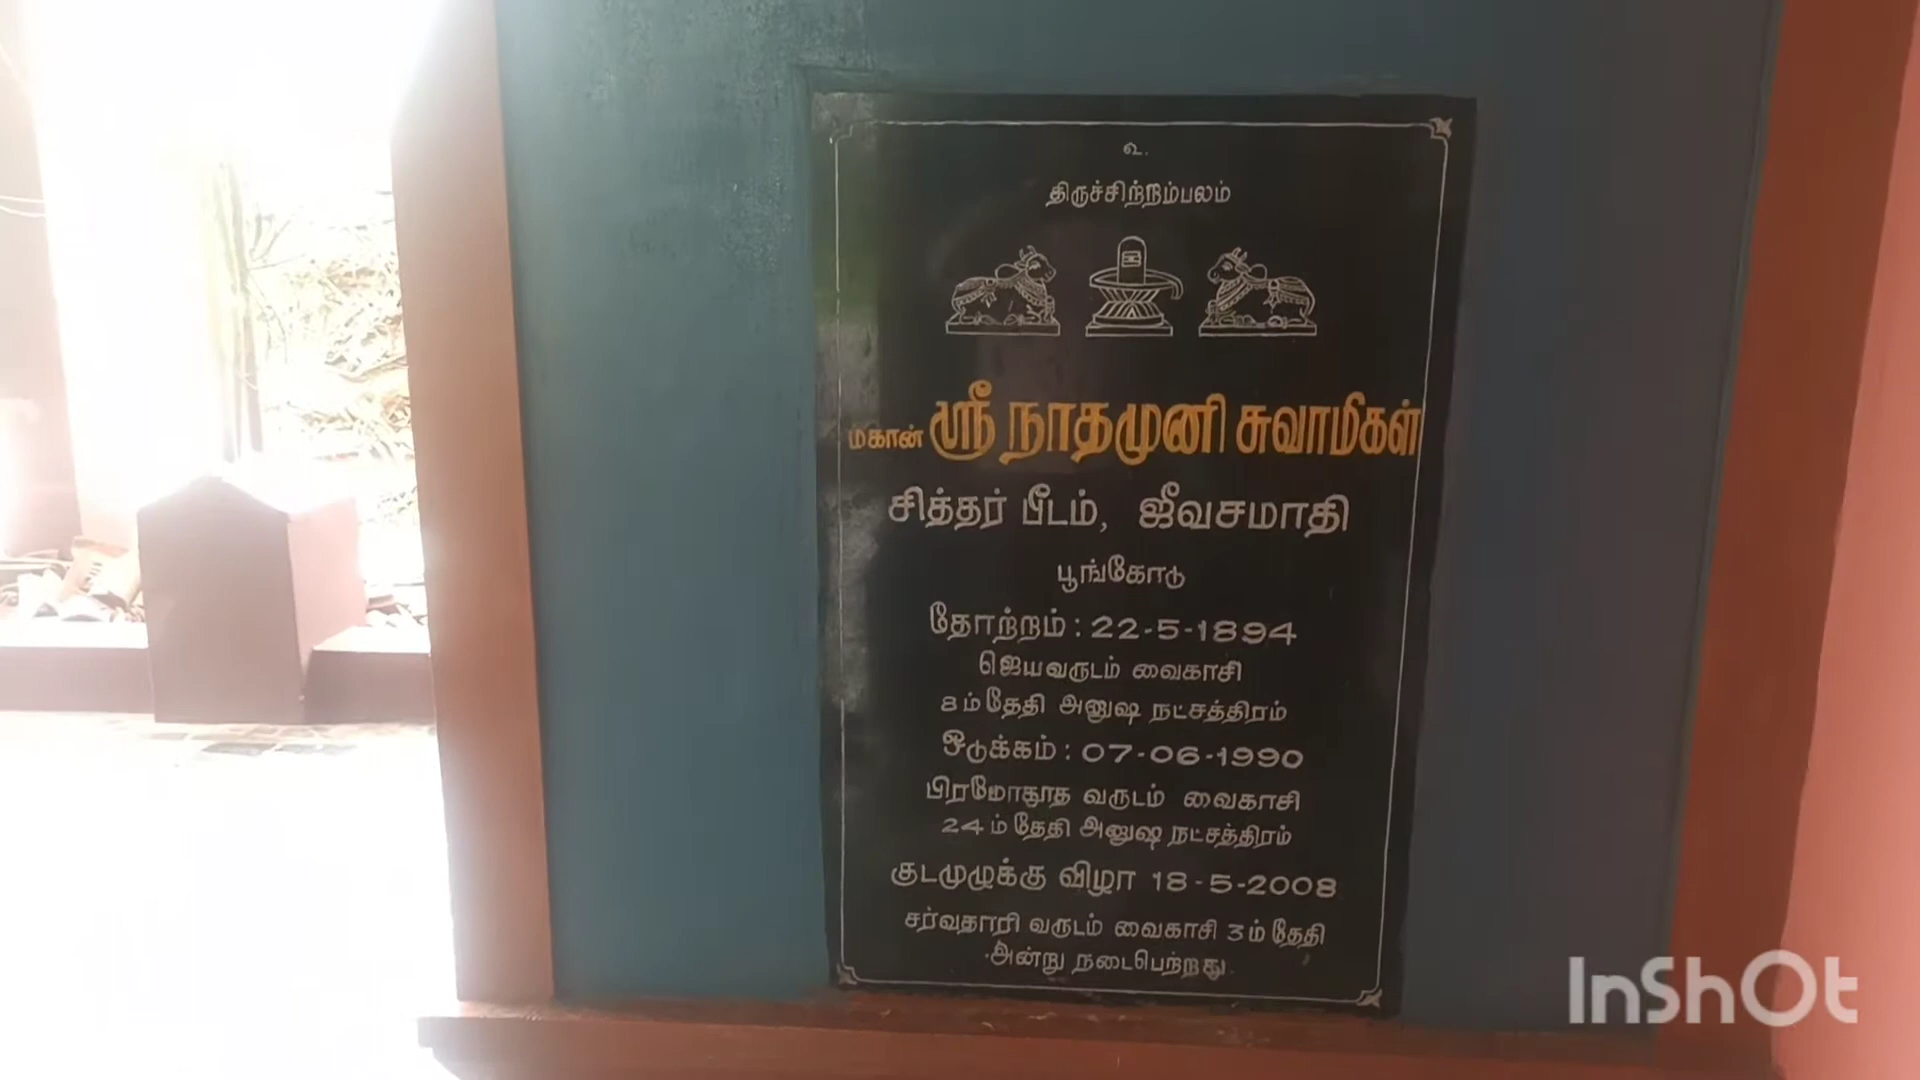 உ.
திருச்சிற்றம்பலம்
மகான் ஸ்ரீ நாதமுனி சுவாமிகள்
சித்தர் பீடம், ஜீவசமாதி
பூங்கோடு
தோற்றம் : 22-5-1894
ஜெயவருடம் வைகாசி
8ம்தேதி அனுஷ நட்சத்திரம்
ஒடுக்கம் : 07-06-1990
பிரமோதூத வருடம் வைகாசி
24ம்தேதி அனுஷ நட்சத்திரம்
குடமுழுக்கு விழா 18-5-2008
சர்வதாரி வருடம் வைகாசி 3ம்தேதி
அன்று நடைபெற்றது.
InShOt